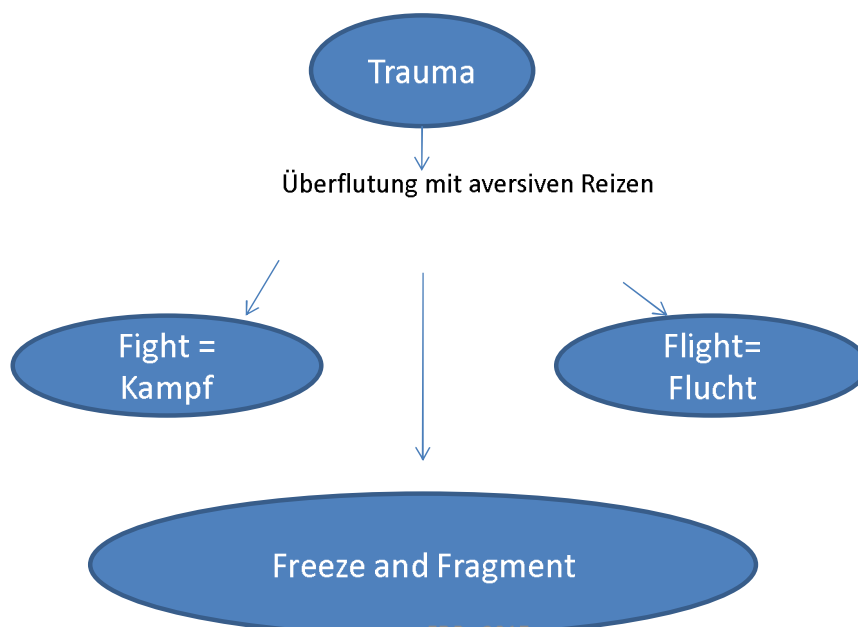 Trauma
Überflutung mit aversiven Reizen
Fight =
Kampf
Flight=
Flucht
Freeze and Fragment